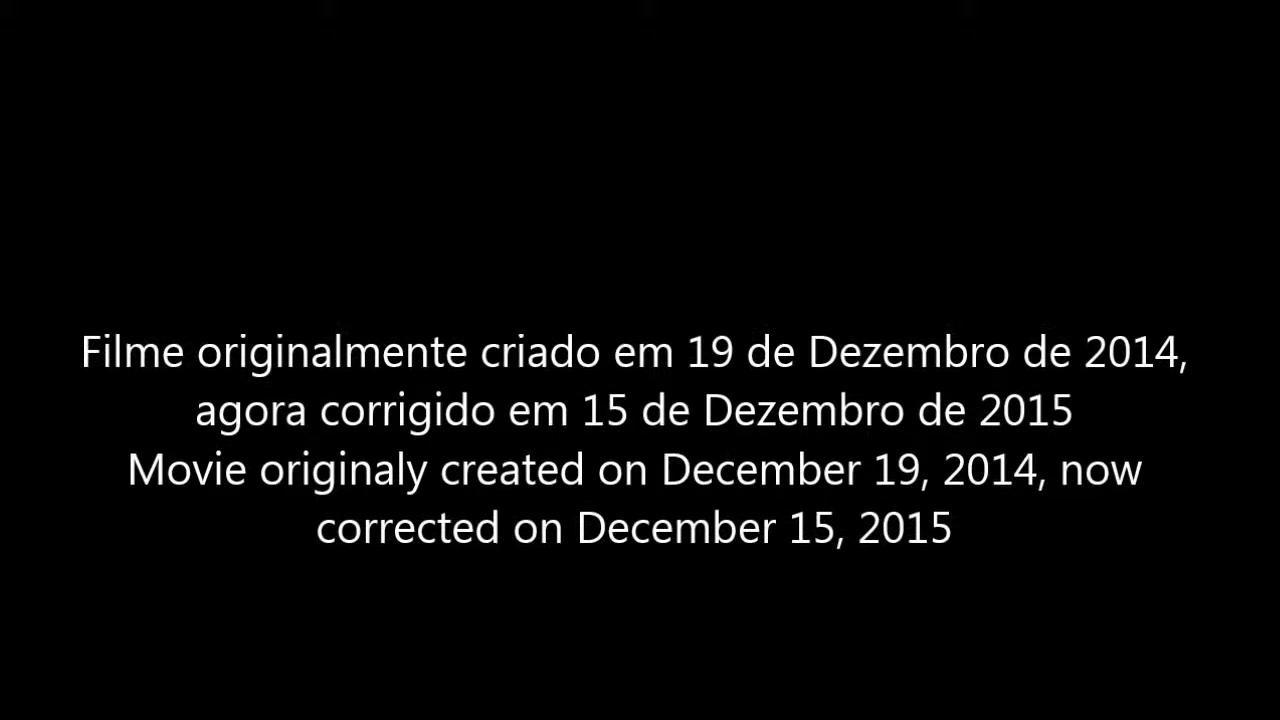 Filme originalmente criado em 19 de Dezembro de 2014,
agora corrigido em 15 de Dezembro de 2015
Movie originaly created on December 19, 2014, now
corrected on December 15, 2015